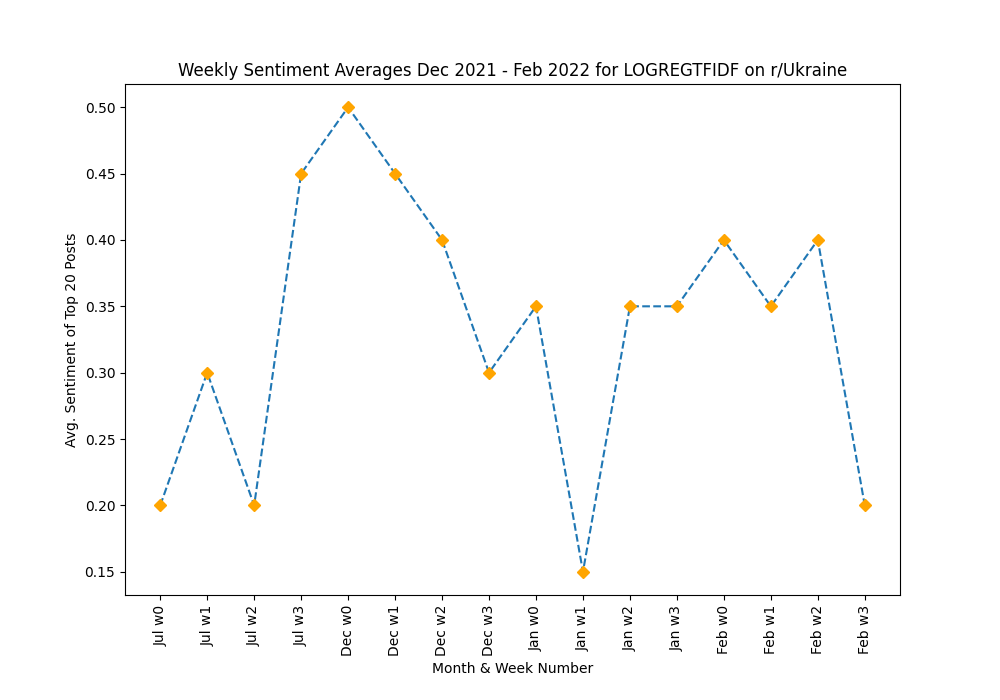 Weekly Sentiment Averages Dec 2021 - Feb 2022 for LOGREGTFIDF on r/Ukraine
Avg. Sentiment of Top 20 Posts
0.50
0.45
0.40
0.35
0.30
0.25
0.20
0.15
Jul w0
Jul w1
Jul w2
Jul w3
Dec w0
Dec w1
Dec w2
Dec w3
Jan w0
Jan w1
Jan w2
Jan w3
Feb w0
Feb w1
Feb w2
Feb w3
Month & Week Number